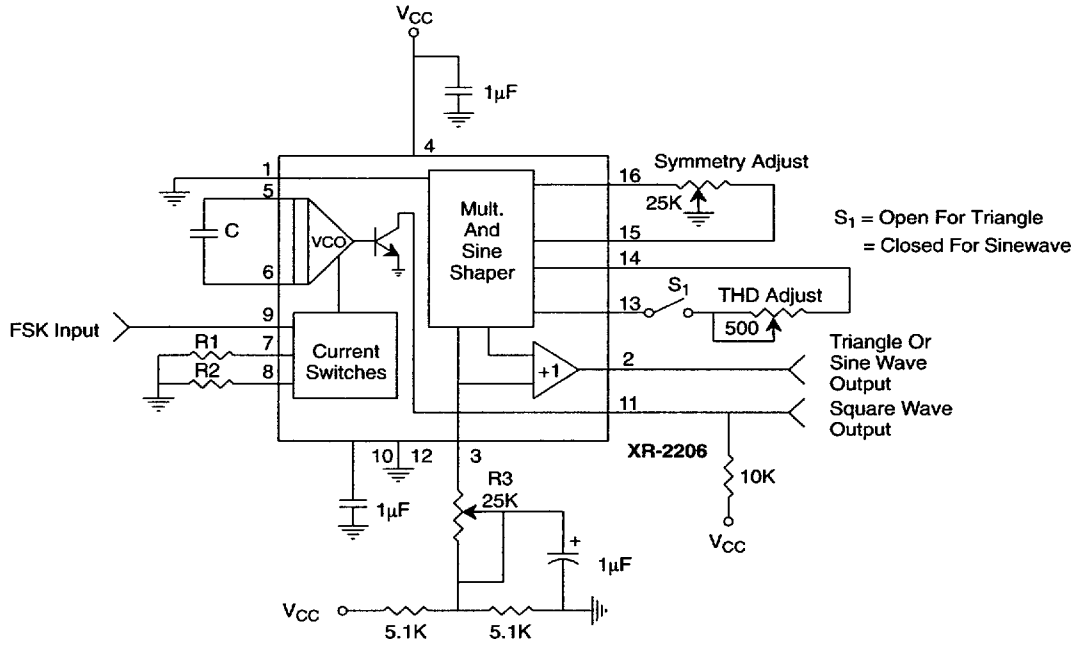 VCC
1μF
4
1
16
Symmetry Adjust
25K
5
C
VCO
Mult.
And
Sine
Shaper
15
S1 = Open For Triangle
= Closed For Sinewave
6
14
S1
THD Adjust
13
500
FSK Input
9
R1
7
R2
8
Current
Switches
+1
2
Triangle Or
Sine Wave
Output
11
Square Wave
Output
XR-2206
10
12
3
R3
25K
10K
1μF
VCC
+
1μF
VCC
5.1K
5.1K